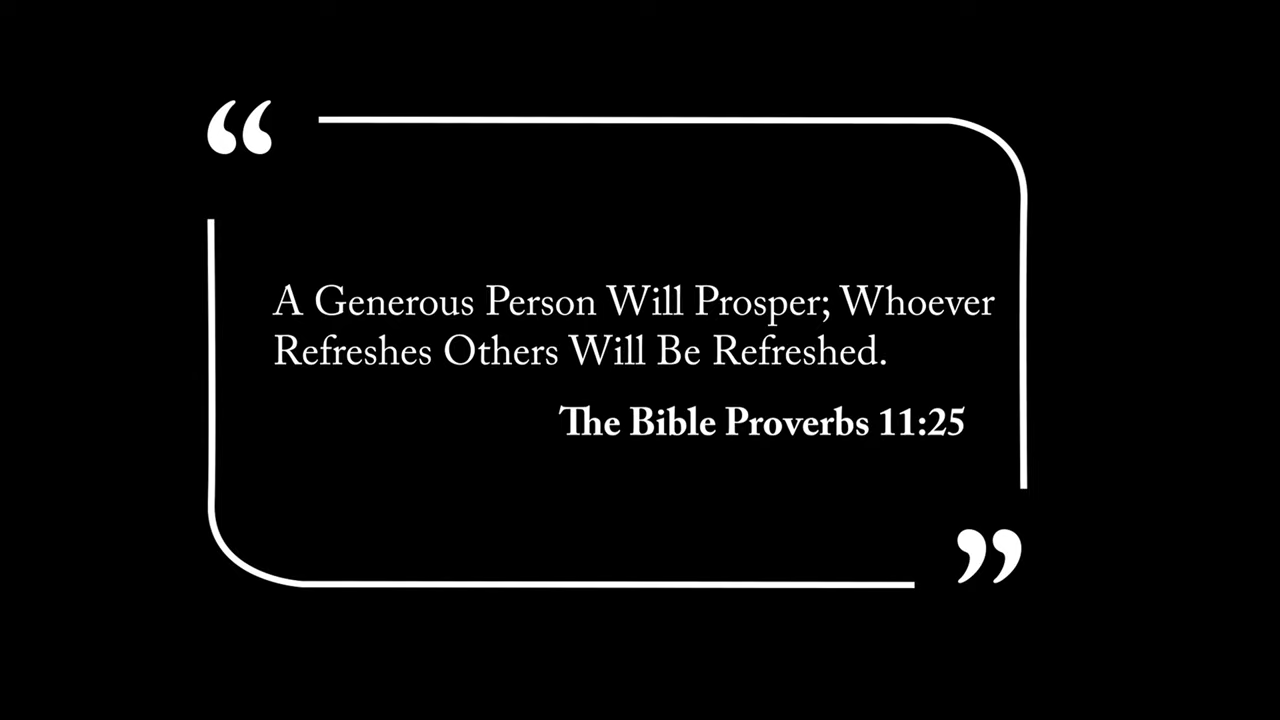 “
A Generous Person Will Prosper; Whoever
Refreshes Others Will Be Refreshed.
The Bible Proverbs 11:25
”